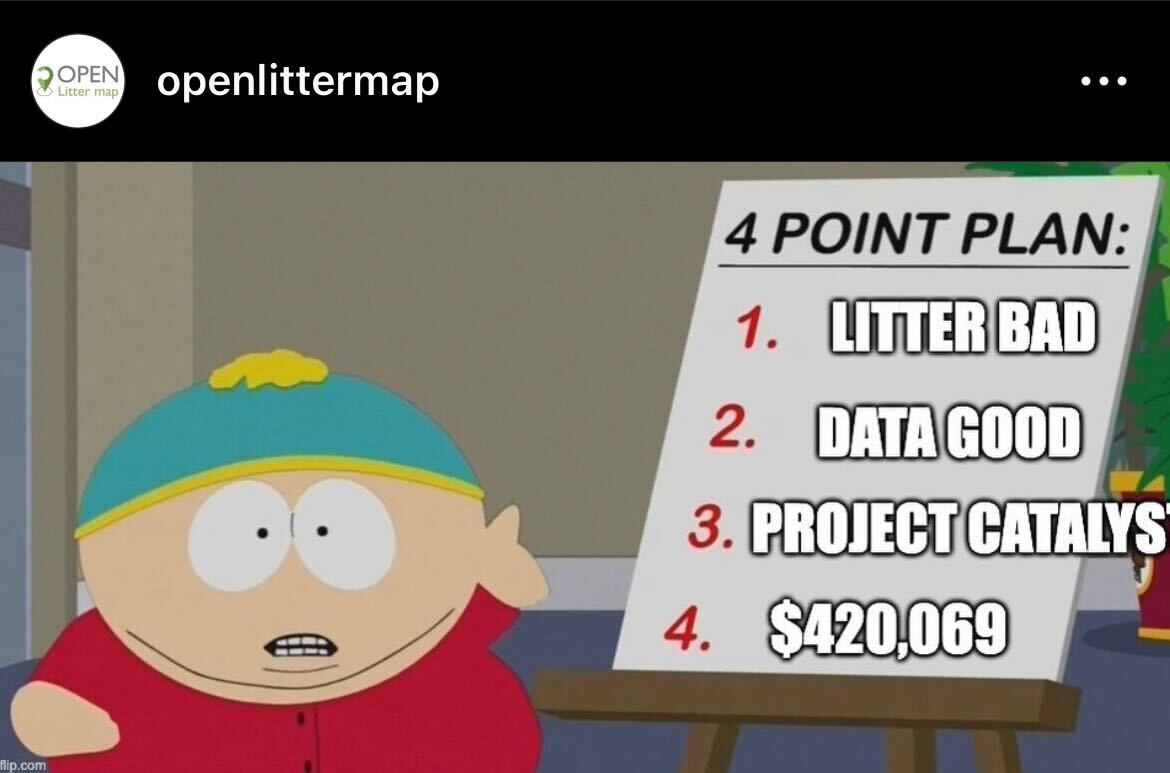 OPEN
Litter map
openlittermap
4 POINT PLAN:
1. LITTER BAD
2. DATA GOOD
3. PROJECT CATALYST
4. $420,069
flip.com